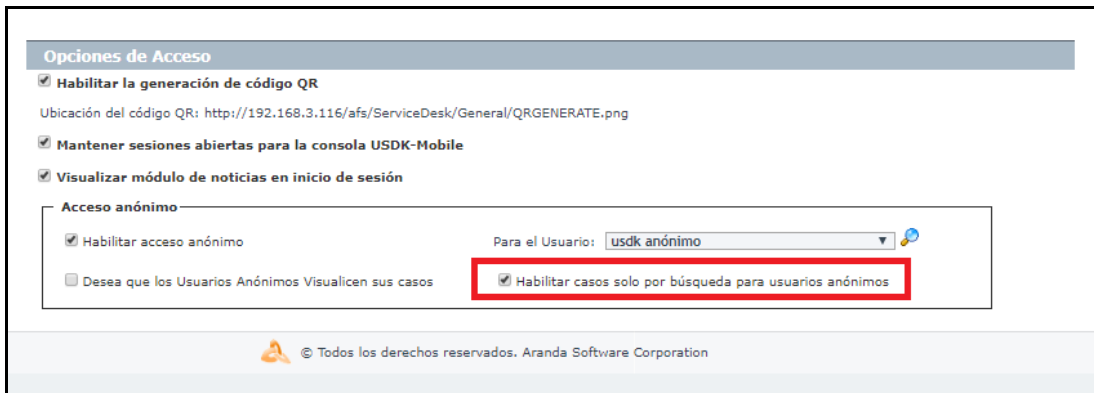 Opciones de Acceso
Habilitar la generación de código QR
Ubicación del código QR: http://192.168.3.116/afs/ServiceDesk/General/QRGENERATE.png
Mantener sesiones abiertas para la consola USDK-Mobile
Visualizar módulo de noticias en inicio de sesión
Acceso anónimo
Habilitar acceso anónimo Para el Usuario: usdk anónimo
Desea que los Usuarios Anónimos Visualicen sus casos Habilitar casos solo por búsqueda para usuarios anónimos
© Todos los derechos reservados. Aranda Software Corporation